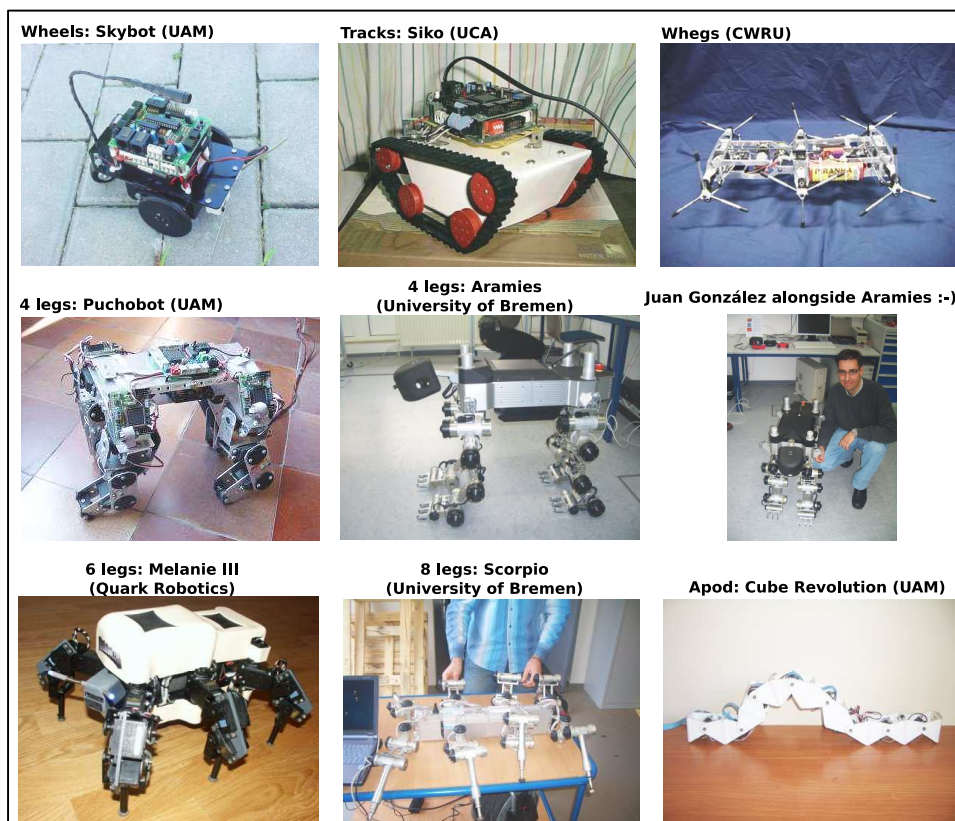 Wheels: Skybot (UAM)
Tracks: Siko (UCA)
Whegs (CWRU)
4 legs: Puchobot (UAM)
4 legs: Aramies
(University of Bremen)
Juan González alongside Aramies :-)
6 legs: Melanie III
(Quark Robotics)
8 legs: Scorpio
(University of Bremen)
Apod: Cube Revolution (UAM)
PIRANHA